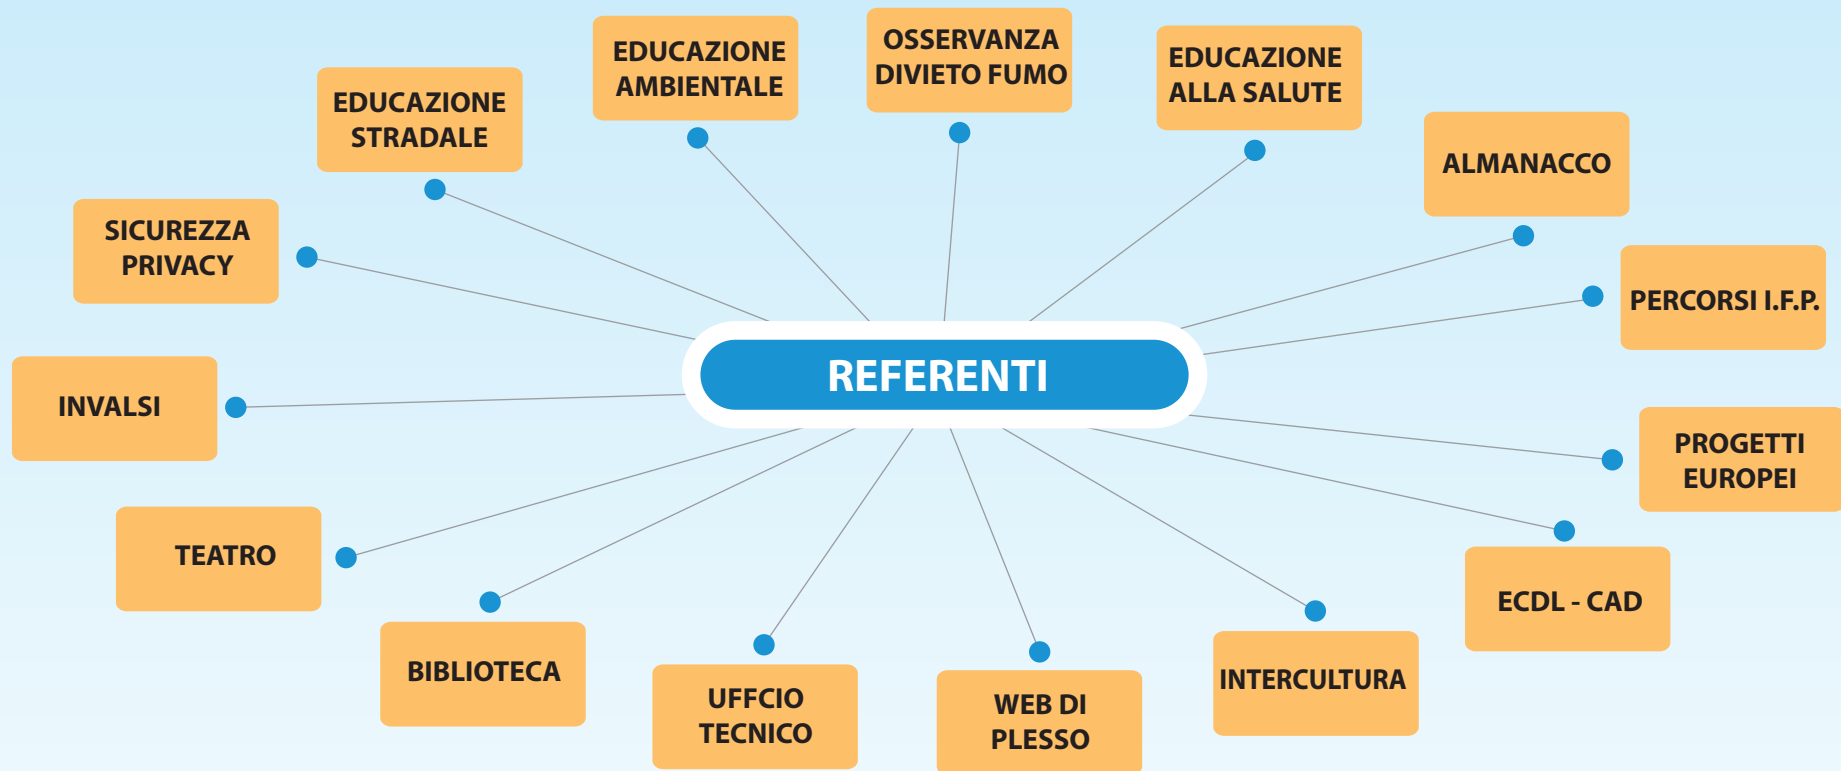 OSSERVANZA
DIVIETO FUMO
EDUCAZIONE
AMBIENTALE
EDUCAZIONE
ALLA SALUTE
EDUCAZIONE
STRADALE
ALMANACCO
SICUREZZA
PRIVACY
PERCORSI I.F.P.
REFERENTI
INVALSI
PROGETTI
EUROPEI
TEATRO
ECDL - CAD
BIBLIOTECA
INTERCULTURA
UFFCIO
TECNICO
WEB DI
PLESSO